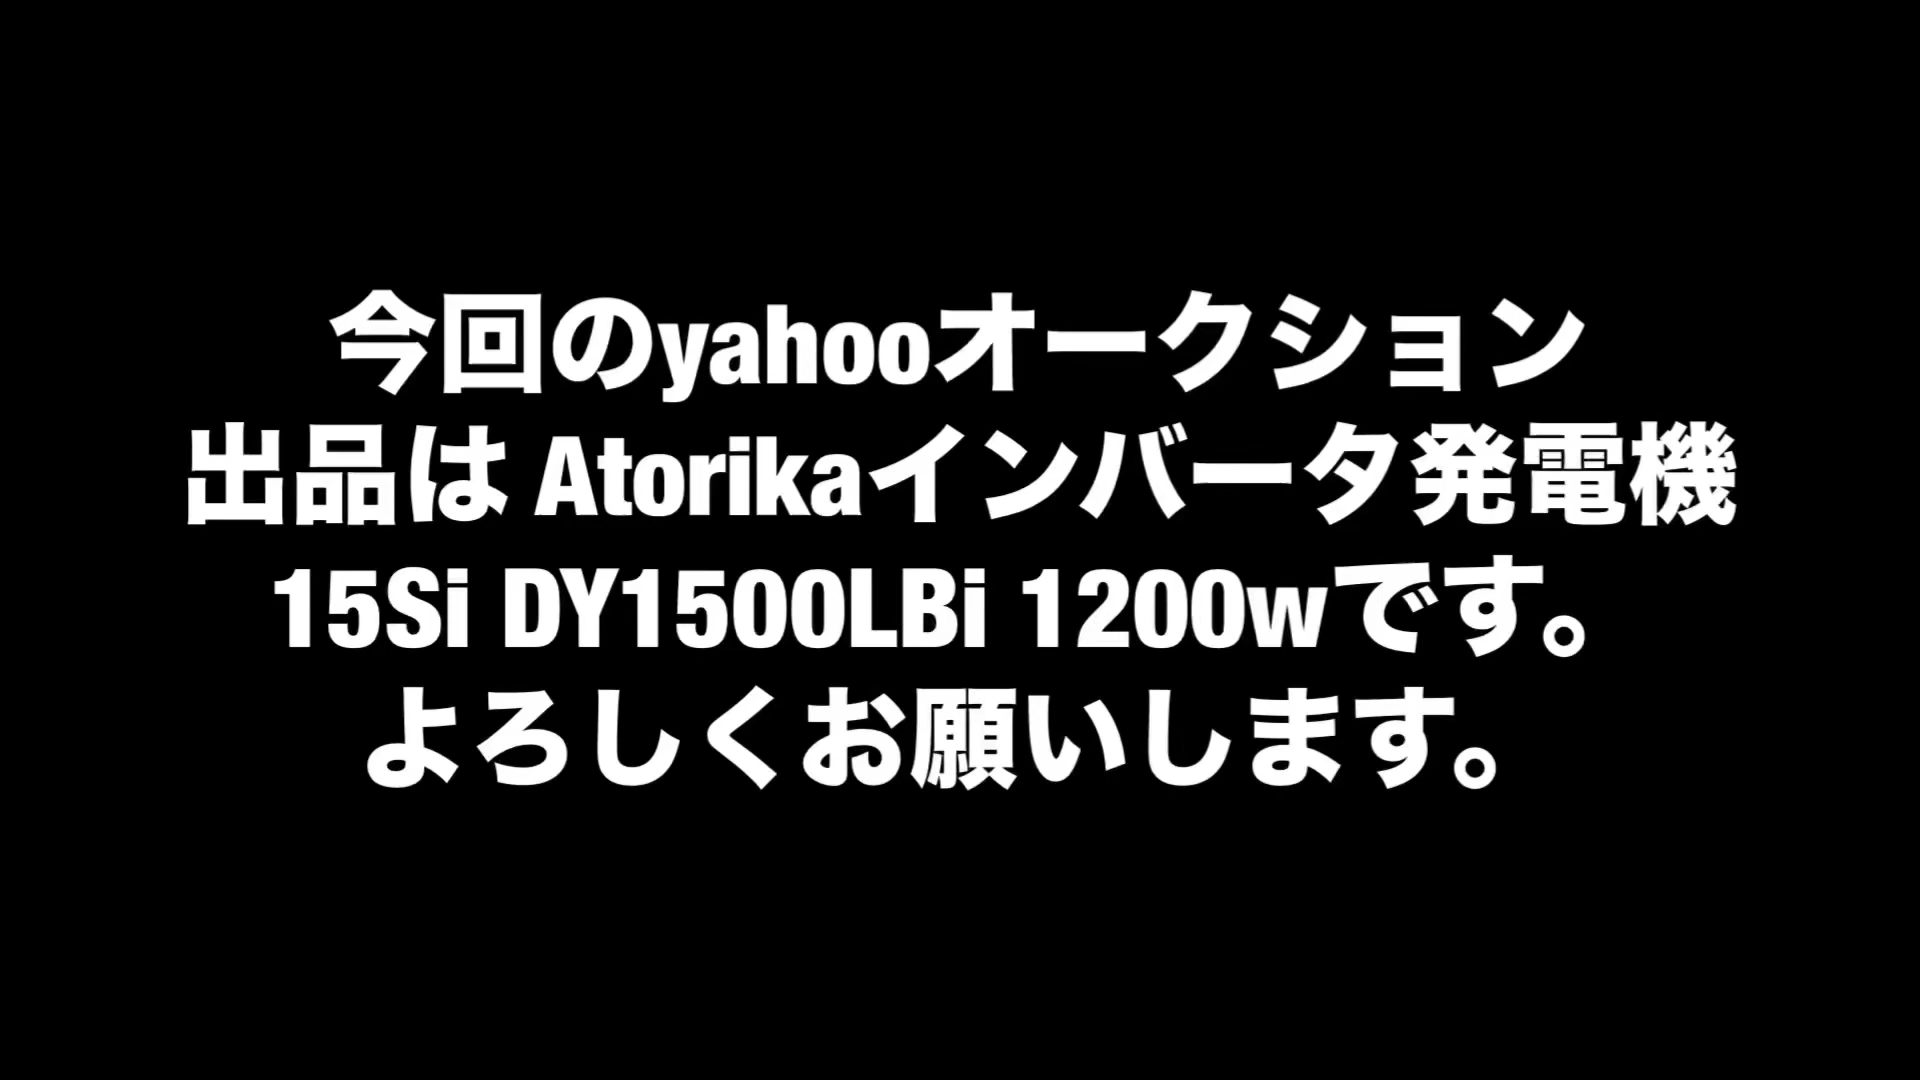 今回のyahooオークション
出品は Atorikaインバータ発電機
15Si DY1500LBi 1200wです。
よろしくお願いします。